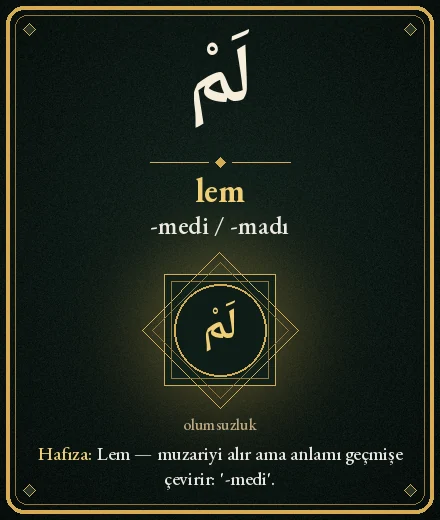 لَمْ
lem
-medi / -madı
لَمْ
olumsuzluk
Hafıza: Lem — muzariyi alır ama anlamı geçmişe
çevirir: '-medi'.